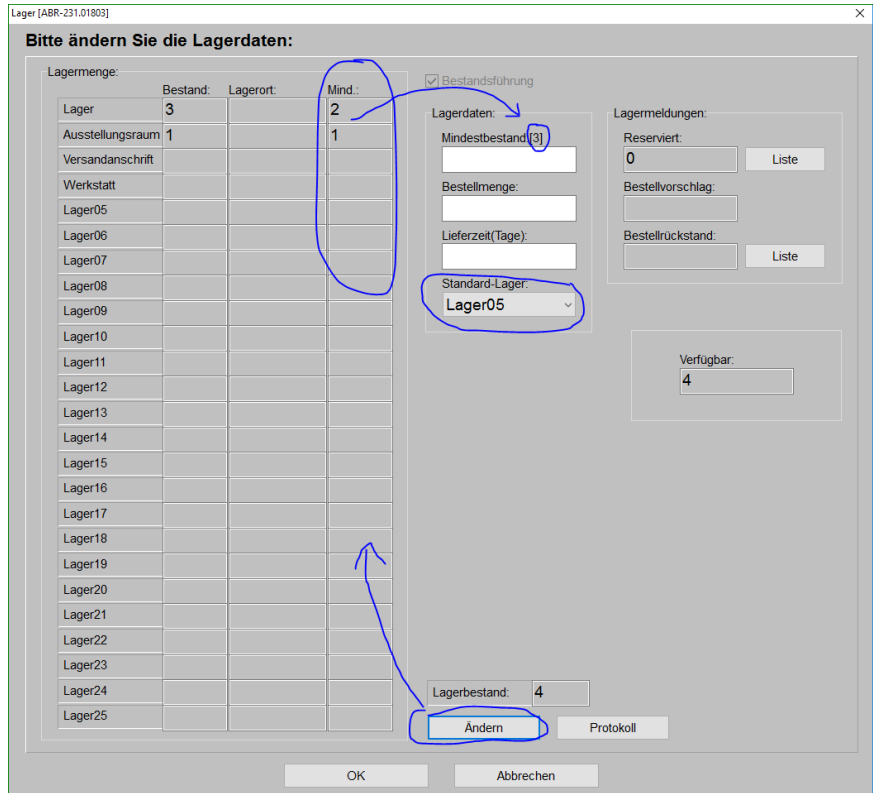 Lager [ABR-231.01803]
Bitte ändern Sie die Lagerdaten:
Lagermenge:
Bestand: Lagerort: Mind.:
Lager 3 2
Ausstellungsraum 1 1
Versandanschrift
Werkstatt
Lager05
Lager06
Lager07
Lager08
Lager09
Lager10
Lager11
Lager12
Lager13
Lager14
Lager15
Lager16
Lager17
Lager18
Lager19
Lager20
Lager21
Lager22
Lager23
Lager24
Lager25
Bestandsführung
Lagerdaten:
Mindestbestand:[3]
Bestellmenge:
Lieferzeit(Tage):
Standard-Lager:
Lager05
Lagermeldungen:
Reserviert:
0 Liste
Bestellvorschlag:
Bestellrückstand:
Liste
Verfügbar:
4
Lagerbestand: 4
Ändern Protokoll
OK Abbrechen